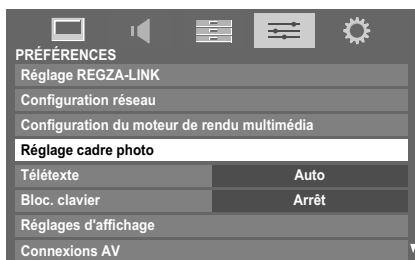 PRÉFÉRENCES
Réglage REGZA-LINK
Configuration réseau
Configuration du moteur de rendu multimédia
Réglage cadre photo
Télétexte Auto
Bloc. clavier Arrêt
Réglages d'affichage
Connexions AV